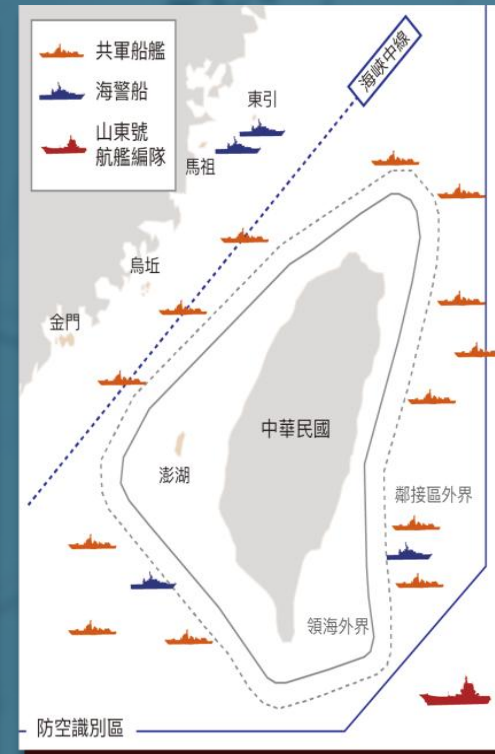 共軍船艦
海警船
山東號
航艦編隊
海峽中線
東引
馬祖
烏坵
金門
中華民國
澎湖
鄰接區外界
領海外界
防空識別區